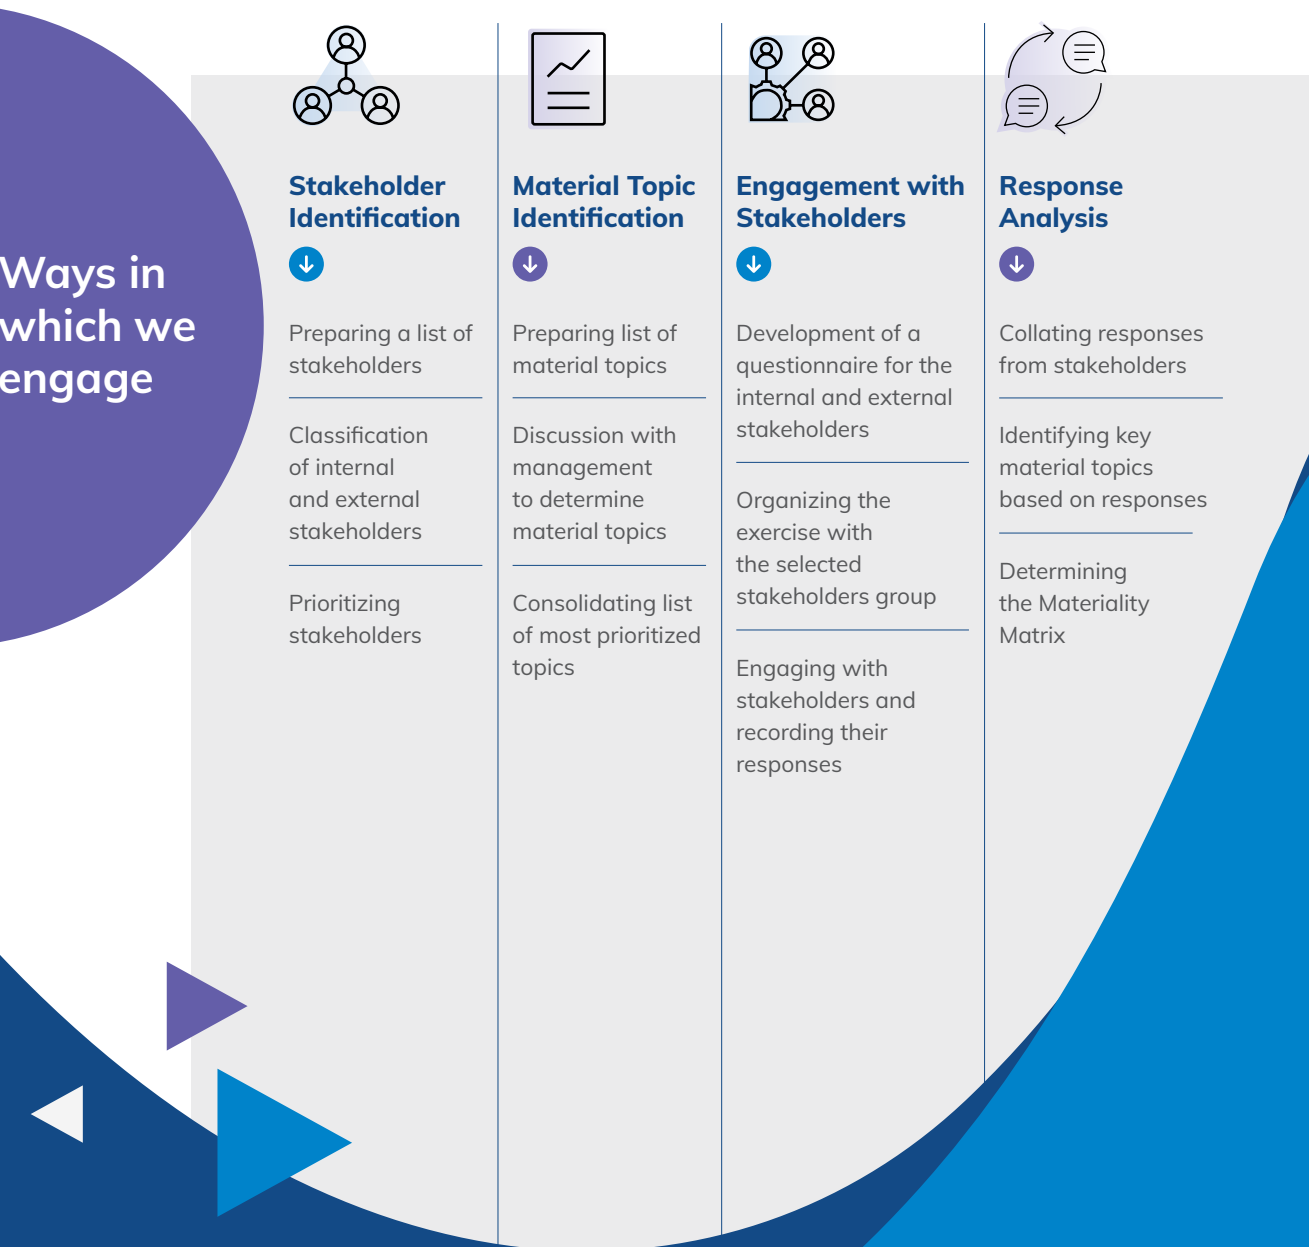 Ways in
which we
engage
Stakeholder
Identification
Preparing a list of
stakeholders
Classification
of internal
and external
stakeholders
Prioritizing
stakeholders
Material Topic
Identification
Preparing list of
material topics
Discussion with
management
to determine
material topics
Consolidating list
of most prioritized
topics
Engagement with
Stakeholders
Development of a
questionnaire for the
internal and external
stakeholders
Organizing the
exercise with
the selected
stakeholders group
Engaging with
stakeholders and
recording their
responses
Response
Analysis
Collating responses
from stakeholders
Identifying key
material topics
based on responses
Determining
the Materiality
Matrix